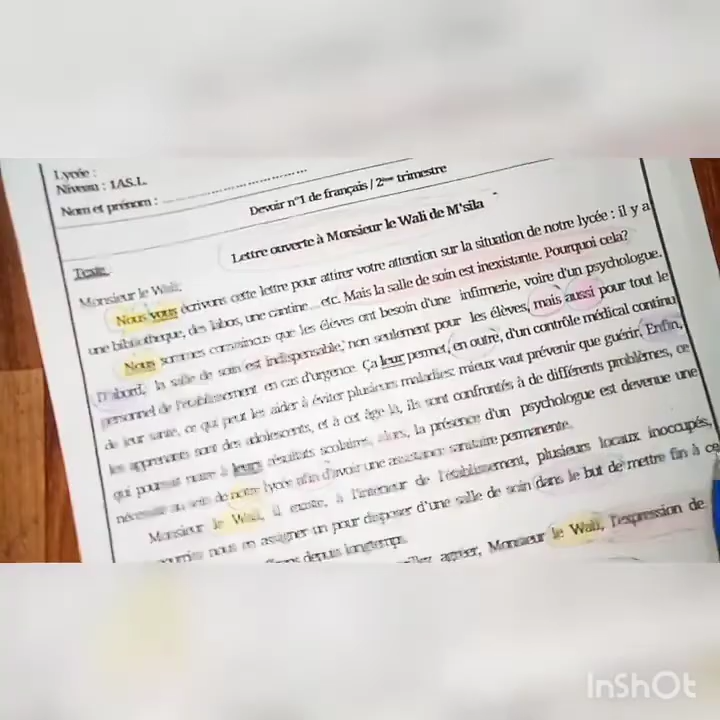 Lycée : ..............................
Niveau : 1AS.L
Nom et prénom : ..............................
Devoir n°1 de français / 2ème trimestre
Lettre ouverte à Monsieur le Wali de M'sila
Texte
Monsieur le Wali;
Nous vous écrivons cette lettre pour attirer votre attention sur la situation de notre lycée : il y a
une bibliothèque, des labos, une cantine... etc. Mais la salle de soin est inexistante. Pourquoi cela?
Nous sommes convaincus que les élèves ont besoin d'une infirmerie, voire d'un psychologue.
D'abord, la salle de soin est indispensable, non seulement pour les élèves, mais aussi pour tout le
personnel de l'établissement en cas d'urgence. Ça leur permet, en outre, d'un contrôle médical continu
de leur santé, ce qui peut les aider à éviter plusieurs maladies: mieux vaut prévenir que guérir. Enfin,
les apprenants sont des adolescents, et à cet âge là, ils sont confrontés à de différents problèmes, ce
qui pourrait nuire à leurs résultats scolaires, alors, la présence d'un psychologue est devenue une
nécessité au sein de notre lycée afin d'avoir une assistance sanitaire permanente.
Monsieur le Wali, il existe, à l'intérieur de l'établissement, plusieurs locaux inoccupés,
nous en assigner un pour disposer d'une salle de soin dans le but de mettre fin à ce
depuis longtemps.
agréer, Monsieur le Wali, l'expression de
InShOt